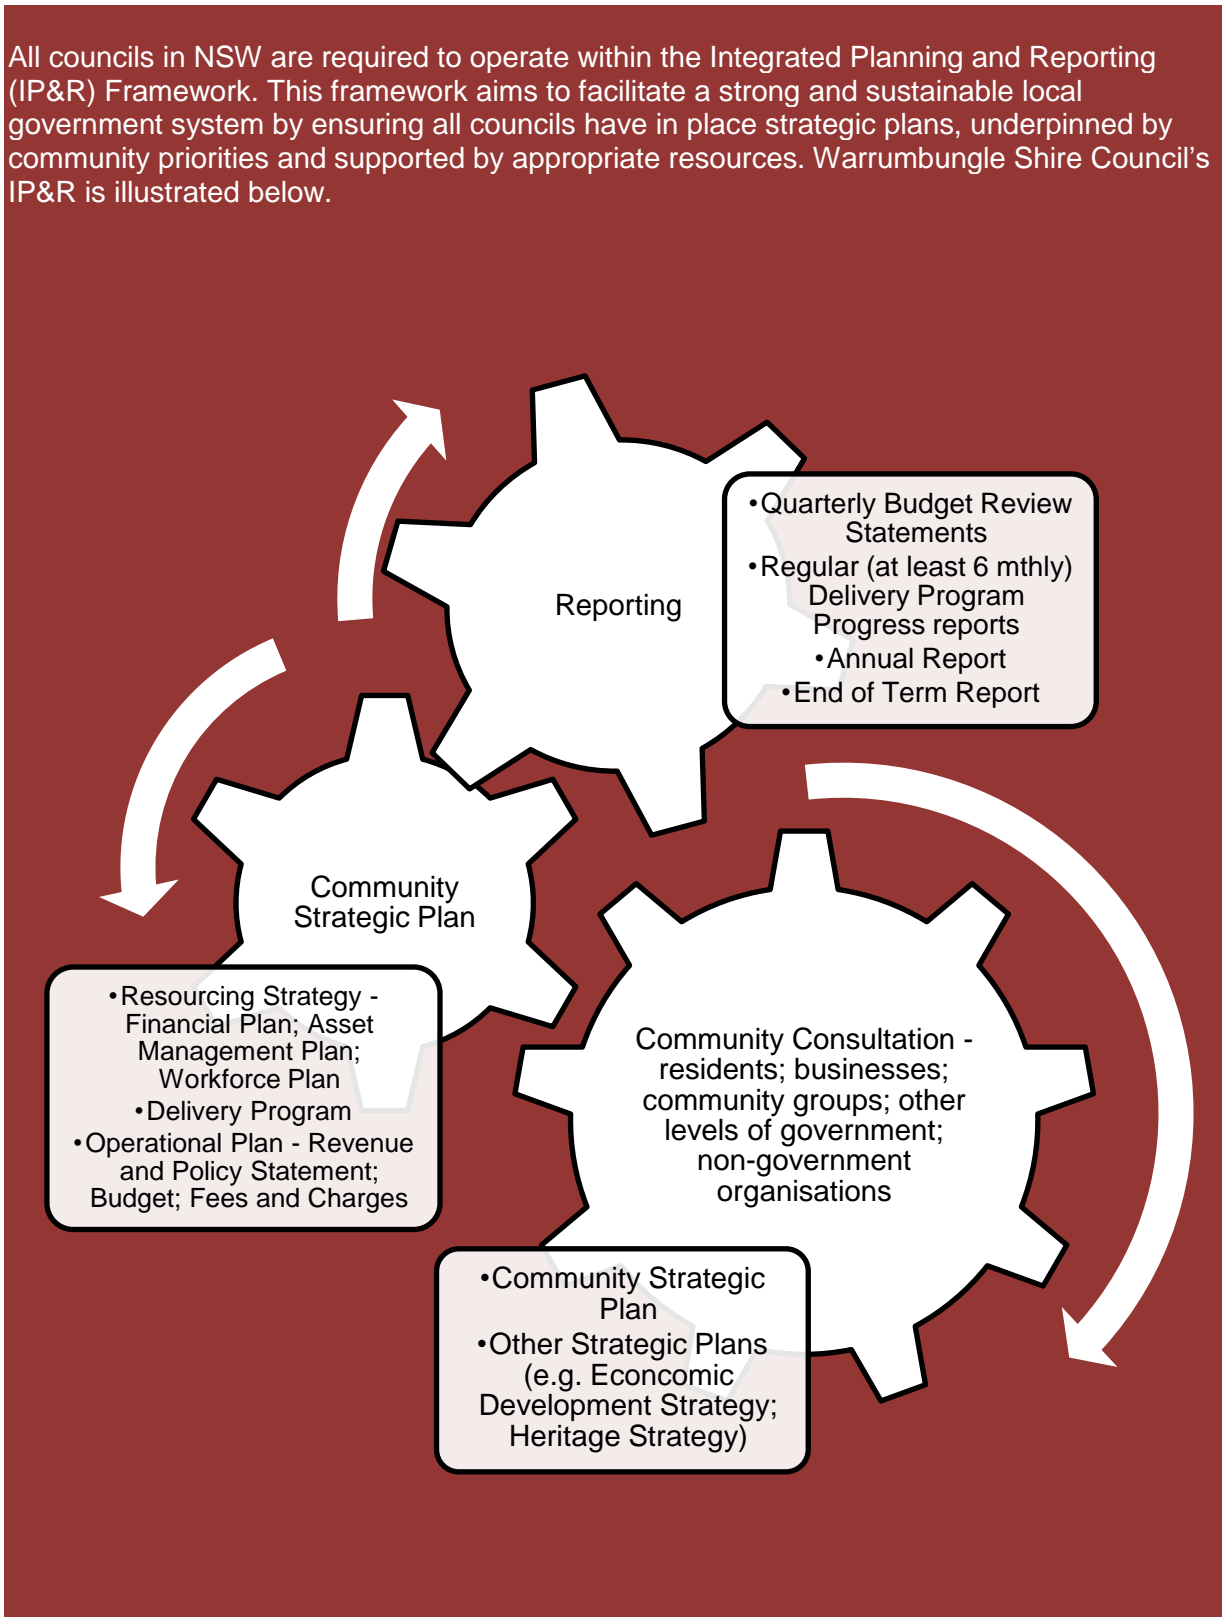 All councils in NSW are required to operate within the Integrated Planning and Reporting
(IP&R) Framework. This framework aims to facilitate a strong and sustainable local
government system by ensuring all councils have in place strategic plans, underpinned by
community priorities and supported by appropriate resources. Warrumbungle Shire Council's
IP&R is illustrated below.
Reporting
•Quarterly Budget Review
Statements
•Regular (at least 6 mthly)
Delivery Program
Progress reports
•Annual Report
•End of Term Report
Community
Strategic Plan
•Resourcing Strategy -
Financial Plan; Asset
Management Plan;
Workforce Plan
•Delivery Program
•Operational Plan - Revenue
and Policy Statement;
Budget; Fees and Charges
Community Consultation -
residents; businesses;
community groups; other
levels of government;
non-government
organisations
•Community Strategic
Plan
•Other Strategic Plans
(e.g. Econcomic
Development Strategy;
Heritage Strategy)